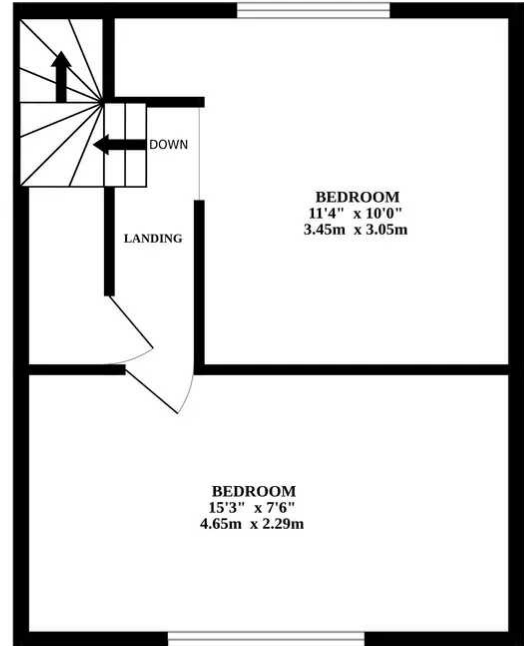 DOWN
BEDROOM
11'4" x 10'0"
3.45m x 3.05m
LANDING
BEDROOM
15'3" x 7'6"
4.65m x 2.29m